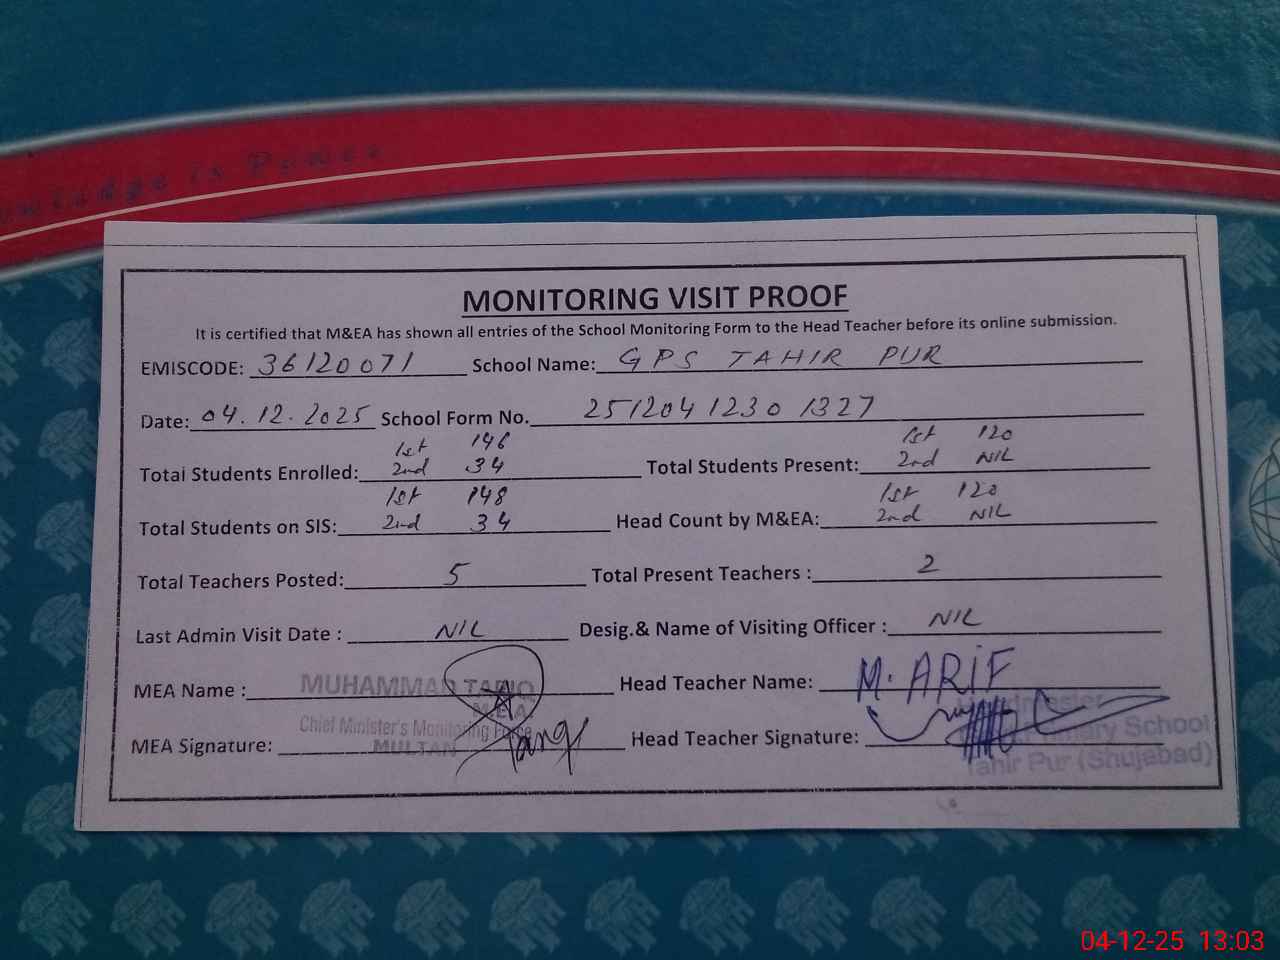 Knowledge is Power
MONITORING VISIT PROOF
It is certified that M&EA has shown all entries of the School Monitoring Form to the Head Teacher before its online submission.
EMISCODE: 36120071 School Name: GPS TAHIR PUR
Date: 04.12.2025 School Form No. 2512041230 1327
1st 146 1st 120
Total Students Enrolled: 2nd 34 Total Students Present: 2nd NIL
1st 148 1st 120
Total Students on SIS: 2nd 34 Head Count by M&EA: 2nd NIL
Total Teachers Posted: 5 Total Present Teachers : 2
Last Admin Visit Date : NIL Desig.& Name of Visiting Officer : NIL
MEA Name : MUHAMMAD TARIQ Head Teacher Name: M. ARIF
M.E.A.
Chief Minister's Monitoring Force
MULTAN
MEA Signature: Tariq Head Teacher Signature:
Headmaster
Primary School
Tahir Pur (Shujabad)
04-12-25 13:03